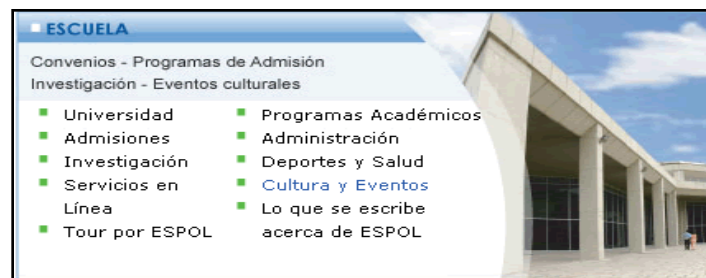 ESCUELA
Convenios - Programas de Admisión
Investigación - Eventos culturales
Universidad
Admisiones
Investigación
Servicios en
Línea
Tour por ESPOL
Programas Académicos
Administración
Deportes y Salud
Cultura y Eventos
Lo que se escribe
acerca de ESPOL